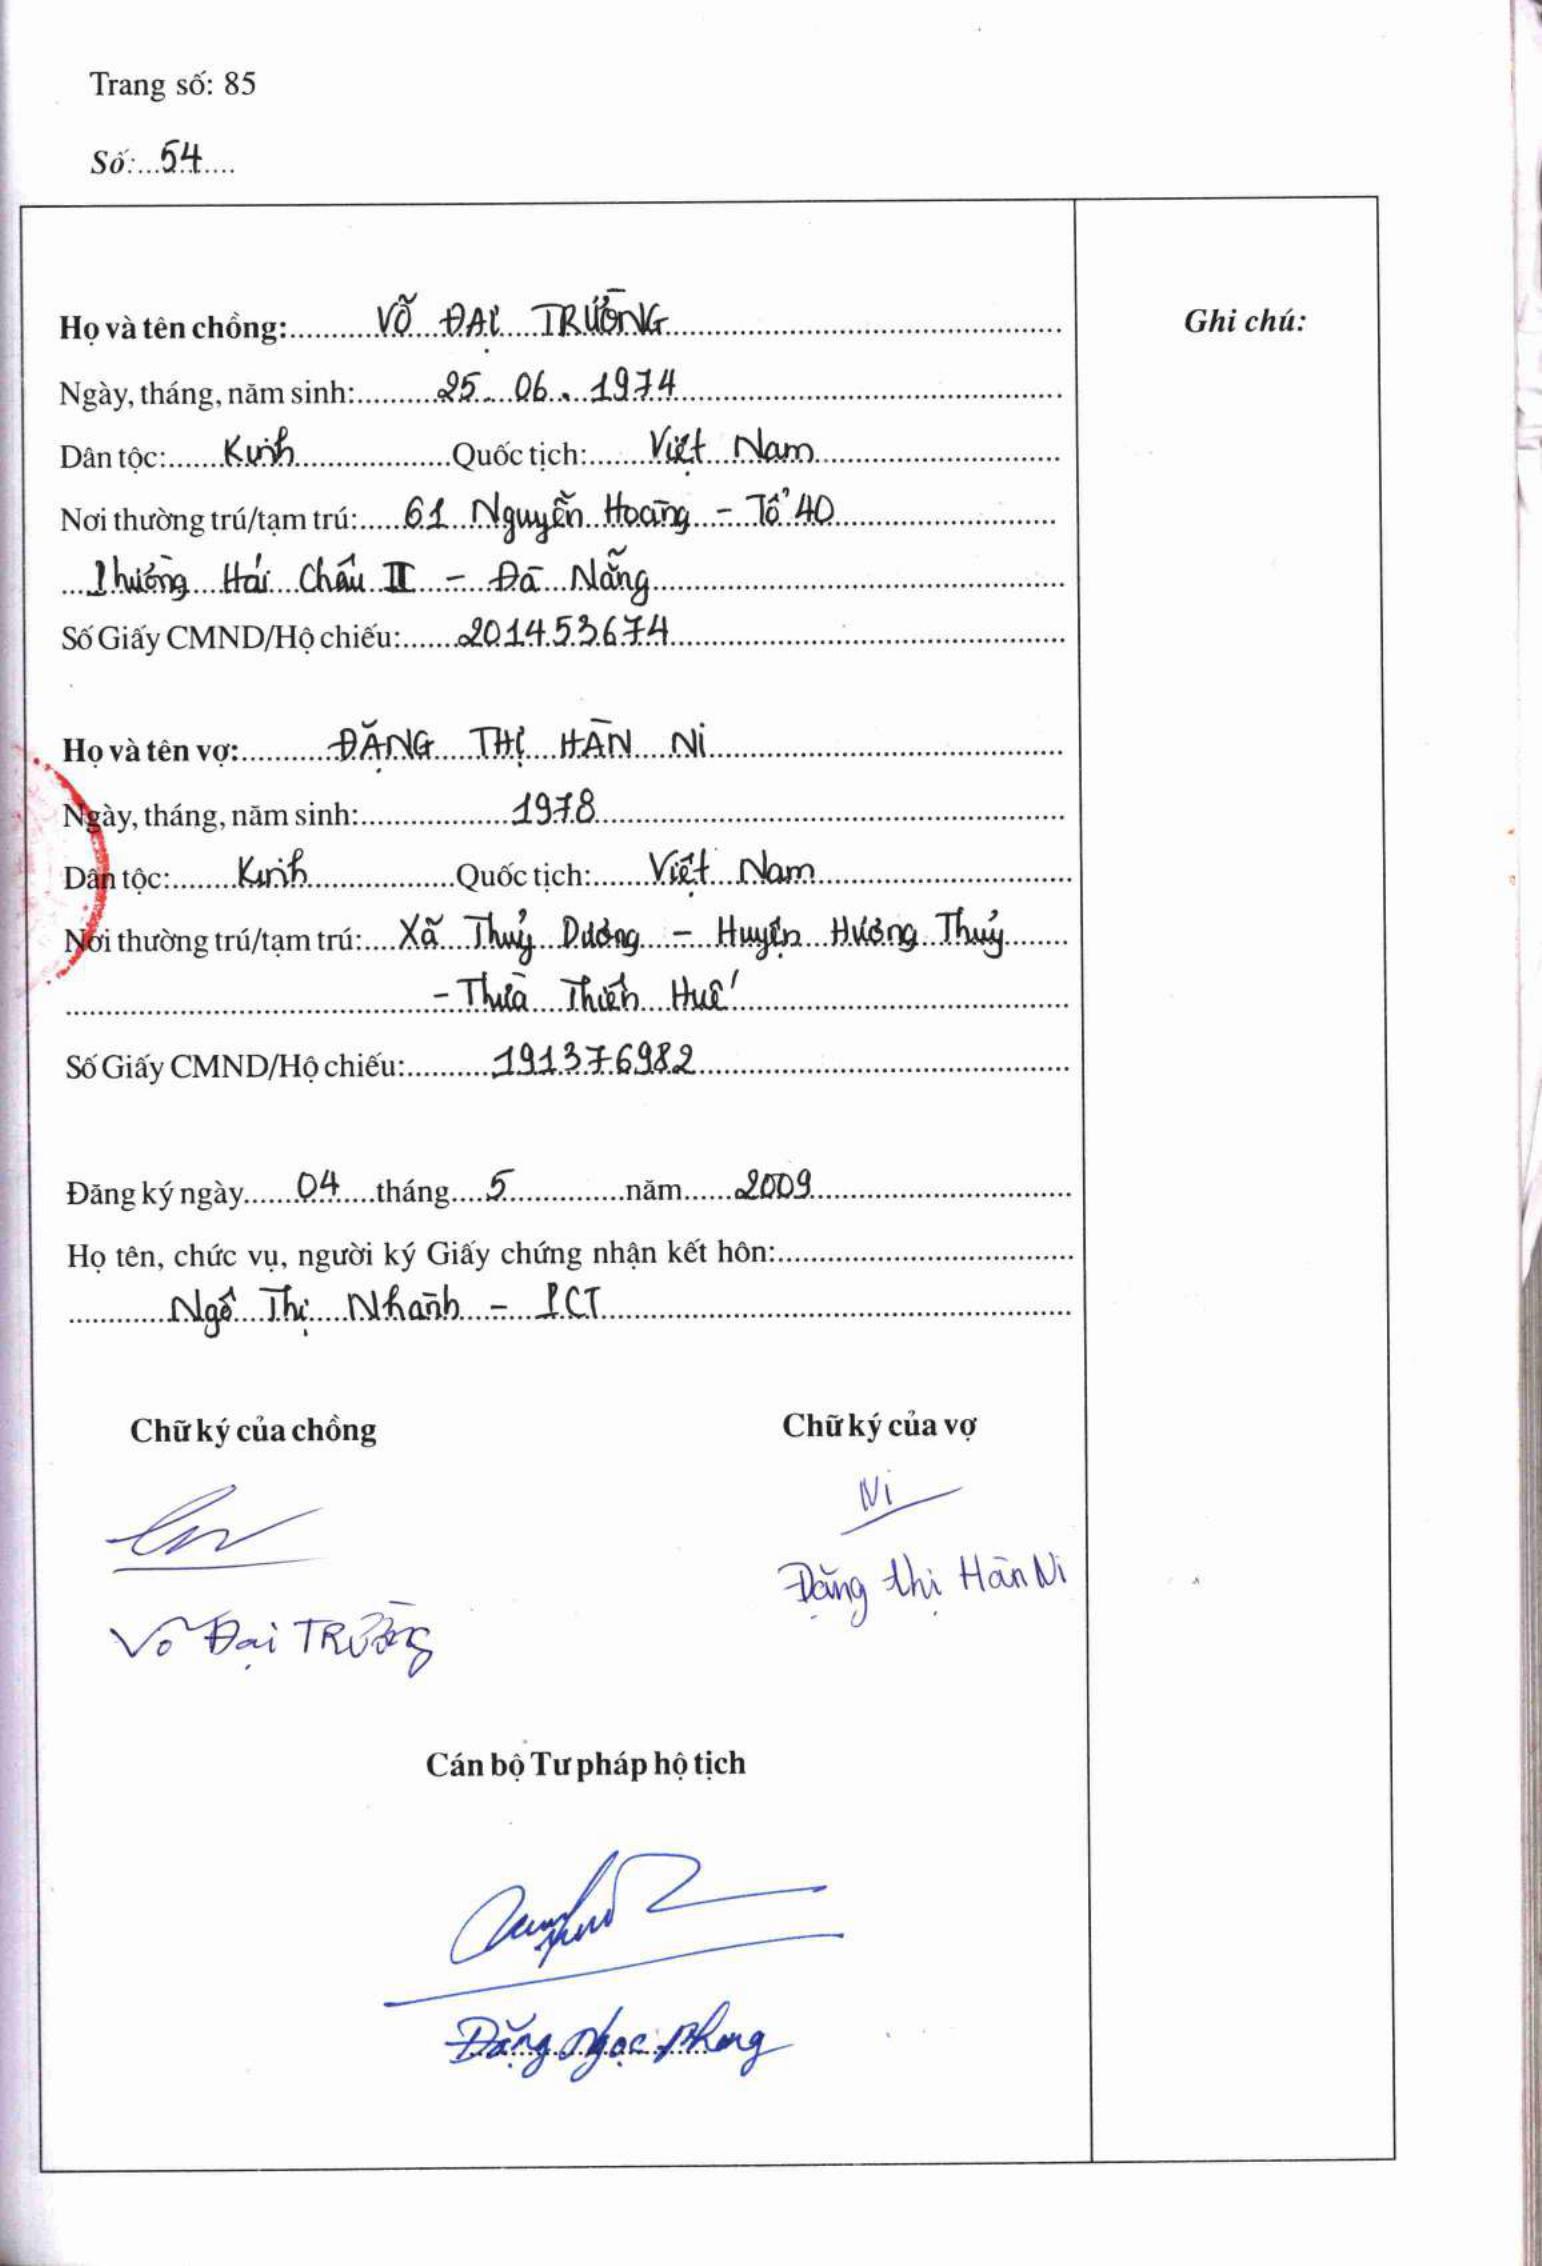 Trang số: 85
Số: 54
Họ và tên chồng: VÕ ĐẠI TRƯỜNG
Ghi chú:
Ngày, tháng, năm sinh: 25. 06. 1974
Dân tộc: Kinh Quốc tịch: Việt Nam
Nơi thường trú/tạm trú: 61 Nguyễn Hoàng - Tổ 40
Phường Hải Châu II - Đà Nẵng
Số Giấy CMND/Hộ chiếu: 201453674
Họ và tên vợ: ĐẶNG THỊ HÀN NI
Ngày, tháng, năm sinh: 1978
Dân tộc: Kinh Quốc tịch: Việt Nam
Nơi thường trú/tạm trú: Xã Thuỷ Dương - Huyện Hương Thuỷ
- Thừa Thiên Huế
Số Giấy CMND/Hộ chiếu: 191376982
Đăng ký ngày 04 tháng 5 năm 2009
Họ tên, chức vụ, người ký Giấy chứng nhận kết hôn:
Ngô Thị Nhành - PCT
Chữ ký của chồng Chữ ký của vợ
Ni
Võ Đại TRƯỜng Đặng thị Hàn Ni
Cán bộ Tư pháp hộ tịch
Đặng Ngọc Phong